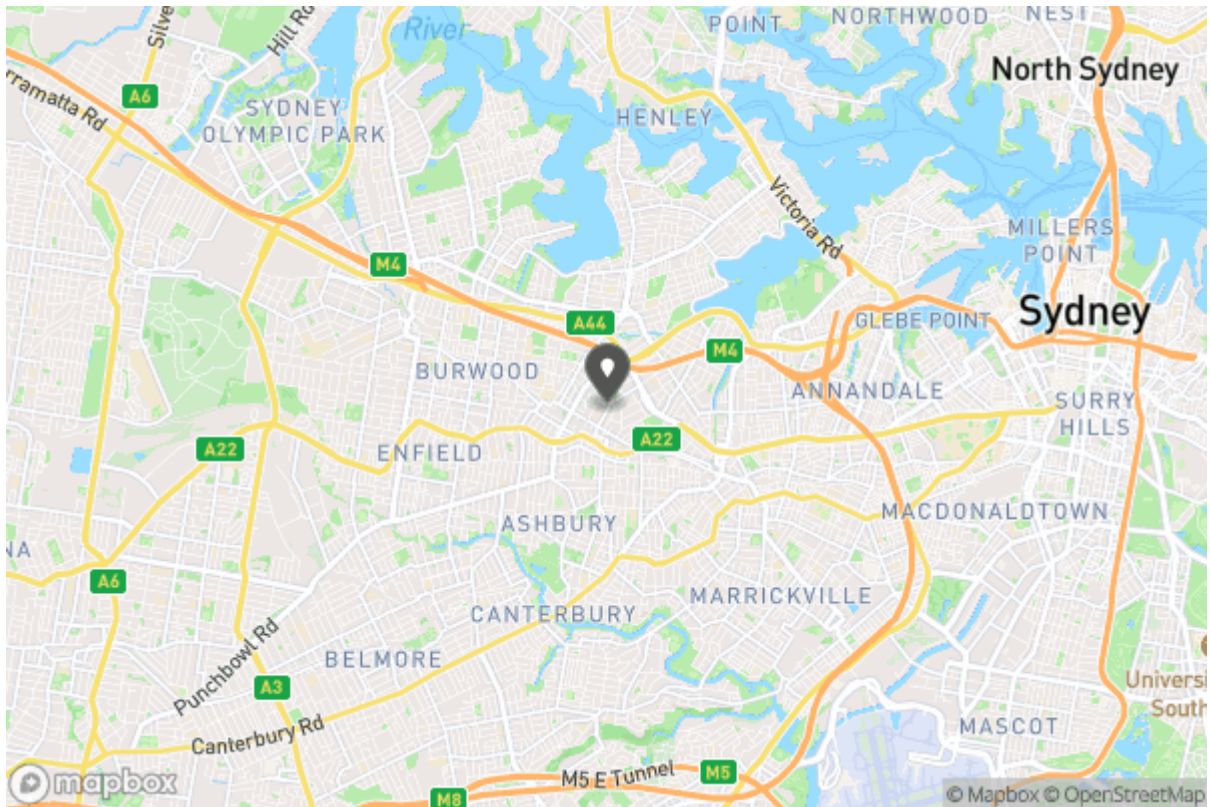 POINT
NORTHWOOD
NEST
River
Silve
Hill Rd
North Sydney
A6
rramatta Rd
SYDNEY
OLYMPIC PARK
HENLEY
Victoria Rd
MILLERS
POINT
M4
A44
GLEBE POINT
Sydney
M4
BURWOOD
ANNANDALE
SURRY
HILLS
A22
A22
ENFIELD
ASHBURY
MACDONALDTOWN
NA
A6
MARRICKVILLE
CANTERBURY
Punchbowl Rd
BELMORE
A3
Universi
South
Canterbury Rd
MASCOT
M5 E Tunnel
M5
M8
mapbox
© Mapbox © OpenStreetMap